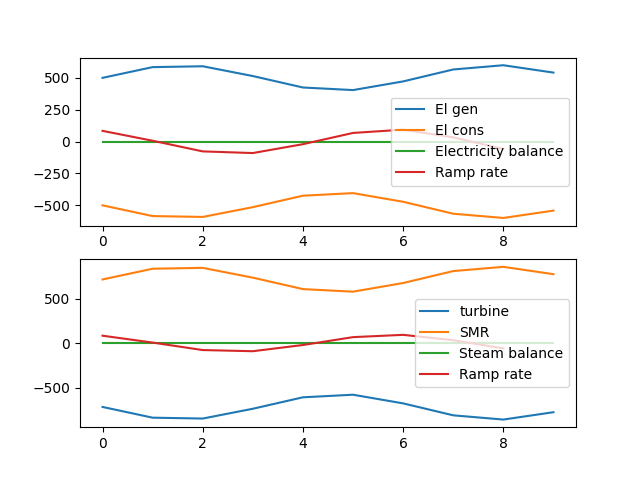 500
250
0
−250
−500
El gen
El cons
Electricity balance
Ramp rate
0 2 4 6 8
500
0
−500
turbine
SMR
Steam balance
Ramp rate
0 2 4 6 8